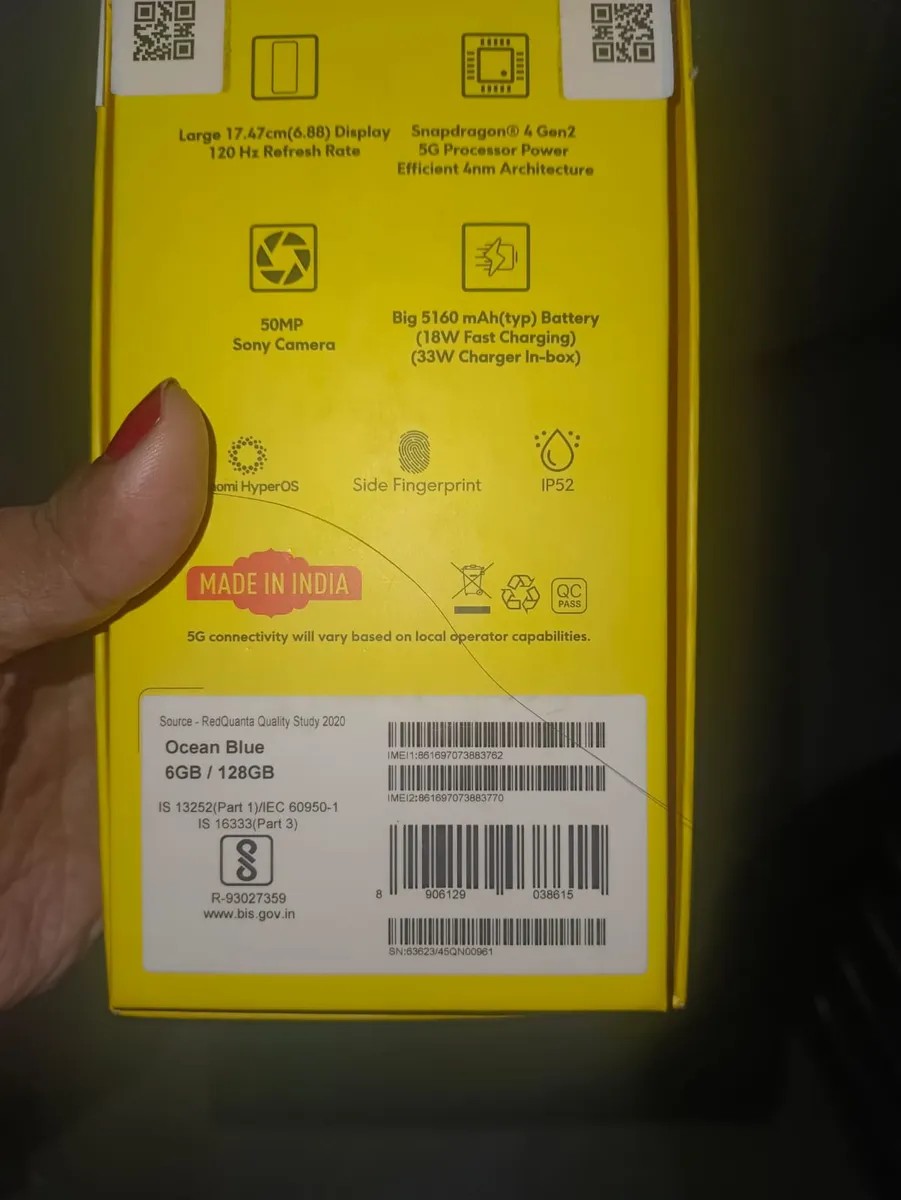 Large 17.47cm(6.88) Display
120 Hz Refresh Rate
Snapdragon® 4 Gen2
5G Processor Power
Efficient 4nm Architecture
50MP
Sony Camera
Big 5160 mAh(typ) Battery
(18W Fast Charging)
(33W Charger In-box)
HyperOS
Side Fingerprint
IP52
MADE IN INDIA
QC
PASS
5G connectivity will vary based on local operator capabilities.
Source - RedQuanta Quality Study 2020
Ocean Blue
6GB / 128GB
IS 13252(Part 1)/IEC 60950-1
IS 16333(Part 3)
R-93027359
www.bis.gov.in
IMEI1:861697073883762
IMEI2:861697073883770
8 906129 038615
SN:63623/45QN00961